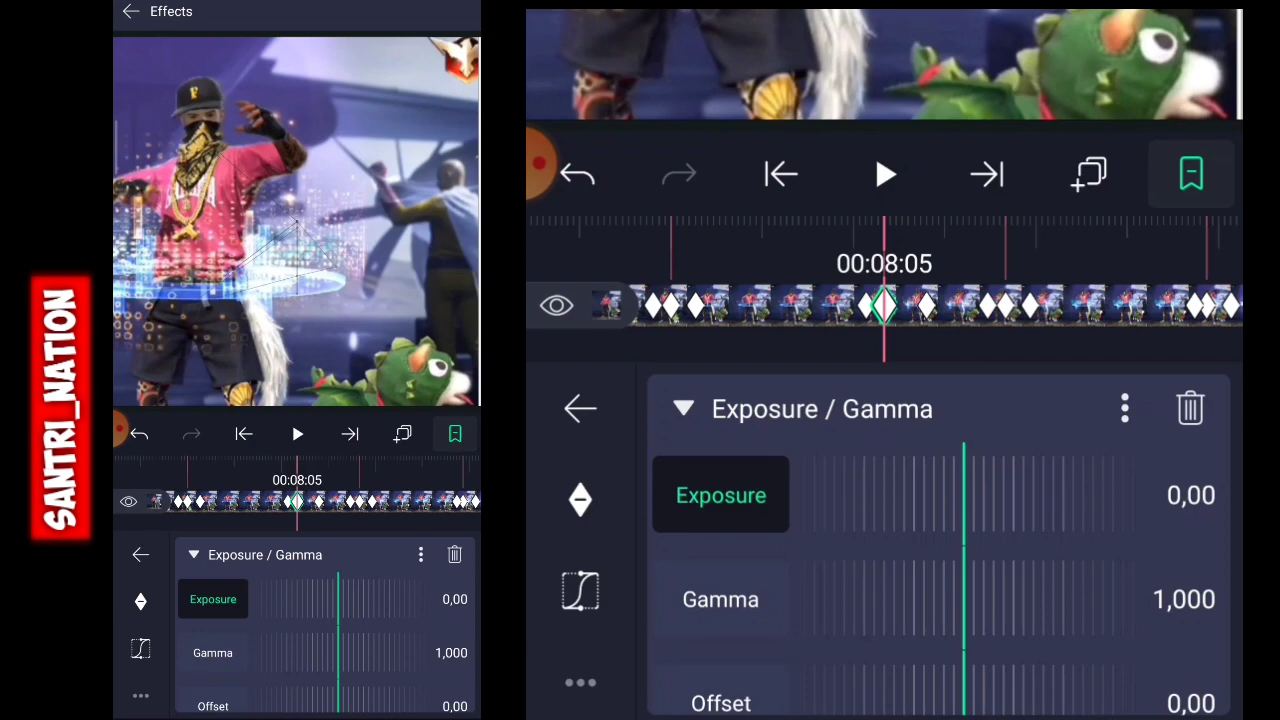 Effects
F
SANTRI_NATION
00:08:05
Exposure / Gamma
Exposure
0,00
Gamma
1,000
Offset
0,00
00:08:05
Exposure / Gamma
Exposure
0,00
Gamma
1,000
Offset
0,00